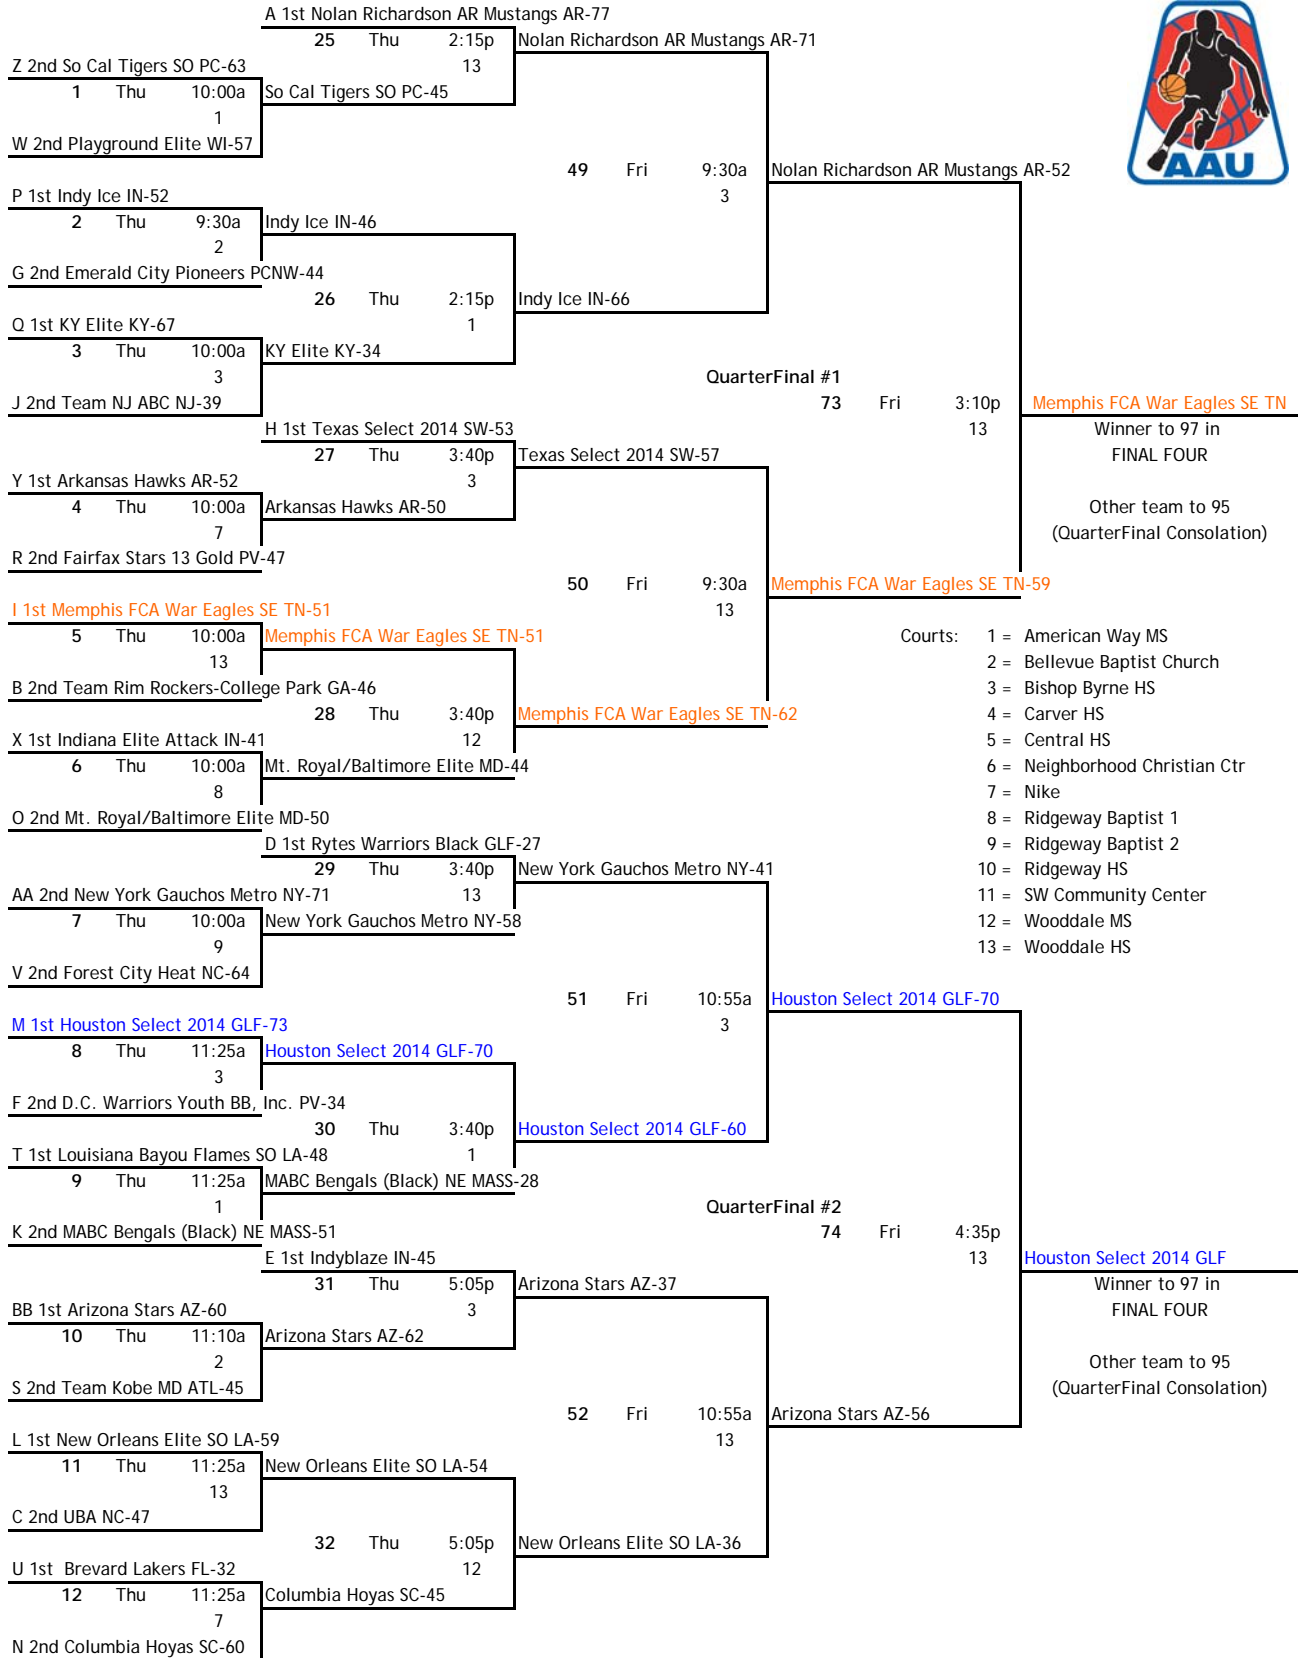 A 1st Nolan Richardson AR Mustangs AR-77
25 Thu 2:15p Nolan Richardson AR Mustangs AR-71
Z 2nd So Cal Tigers SO PC-63 13
1 Thu 10:00a So Cal Tigers SO PC-45
1
W 2nd Playground Elite WI-57
49 Fri 9:30a Nolan Richardson AR Mustangs AR-52
AAU
P 1st Indy Ice IN-52 3
2 Thu 9:30a Indy Ice IN-46
2
G 2nd Emerald City Pioneers PCNW-44
26 Thu 2:15p Indy Ice IN-66
Q 1st KY Elite KY-67 1
3 Thu 10:00a KY Elite KY-34
3 QuarterFinal #1
J 2nd Team NJ ABC NJ-39 73 Fri 3:10p Memphis FCA War Eagles SE TN
H 1st Texas Select 2014 SW-53 13 Winner to 97 in
27 Thu 3:40p Texas Select 2014 SW-57 FINAL FOUR
Y 1st Arkansas Hawks AR-52 3
4 Thu 10:00a Arkansas Hawks AR-50 Other team to 95
7 (QuarterFinal Consolation)
R 2nd Fairfax Stars 13 Gold PV-47
50 Fri 9:30a Memphis FCA War Eagles SE TN-59
I 1st Memphis FCA War Eagles SE TN-51 13
5 Thu 10:00a Memphis FCA War Eagles SE TN-51 Courts: 1 = American Way MS
13 2 = Bellevue Baptist Church
B 2nd Team Rim Rockers-College Park GA-46 3 = Bishop Byrne HS
28 Thu 3:40p Memphis FCA War Eagles SE TN-62 4 = Carver HS
X 1st Indiana Elite Attack IN-41 12 5 = Central HS
6 Thu 10:00a Mt. Royal/Baltimore Elite MD-44 6 = Neighborhood Christian Ctr
8 7 = Nike
O 2nd Mt. Royal/Baltimore Elite MD-50 8 = Ridgeway Baptist 1
D 1st Rytes Warriors Black GLF-27 9 = Ridgeway Baptist 2
29 Thu 3:40p New York Gauchos Metro NY-41 10 = Ridgeway HS
AA 2nd New York Gauchos Metro NY-71 13 11 = SW Community Center
7 Thu 10:00a New York Gauchos Metro NY-58 12 = Wooddale MS
9 13 = Wooddale HS
V 2nd Forest City Heat NC-64
51 Fri 10:55a Houston Select 2014 GLF-70
M 1st Houston Select 2014 GLF-73 3
8 Thu 11:25a Houston Select 2014 GLF-70
3
F 2nd D.C. Warriors Youth BB, Inc. PV-34
30 Thu 3:40p Houston Select 2014 GLF-60
T 1st Louisiana Bayou Flames SO LA-48 1
9 Thu 11:25a MABC Bengals (Black) NE MASS-28
1 QuarterFinal #2
K 2nd MABC Bengals (Black) NE MASS-51 74 Fri 4:35p
E 1st Indyblaze IN-45 13 Houston Select 2014 GLF
31 Thu 5:05p Arizona Stars AZ-37 Winner to 97 in
BB 1st Arizona Stars AZ-60 3 FINAL FOUR
10 Thu 11:10a Arizona Stars AZ-62
2 Other team to 95
S 2nd Team Kobe MD ATL-45 (QuarterFinal Consolation)
52 Fri 10:55a Arizona Stars AZ-56
L 1st New Orleans Elite SO LA-59 13
11 Thu 11:25a New Orleans Elite SO LA-54
13
C 2nd UBA NC-47
32 Thu 5:05p New Orleans Elite SO LA-36
U 1st Brevard Lakers FL-32 12
12 Thu 11:25a Columbia Hoyas SC-45
7
N 2nd Columbia Hoyas SC-60